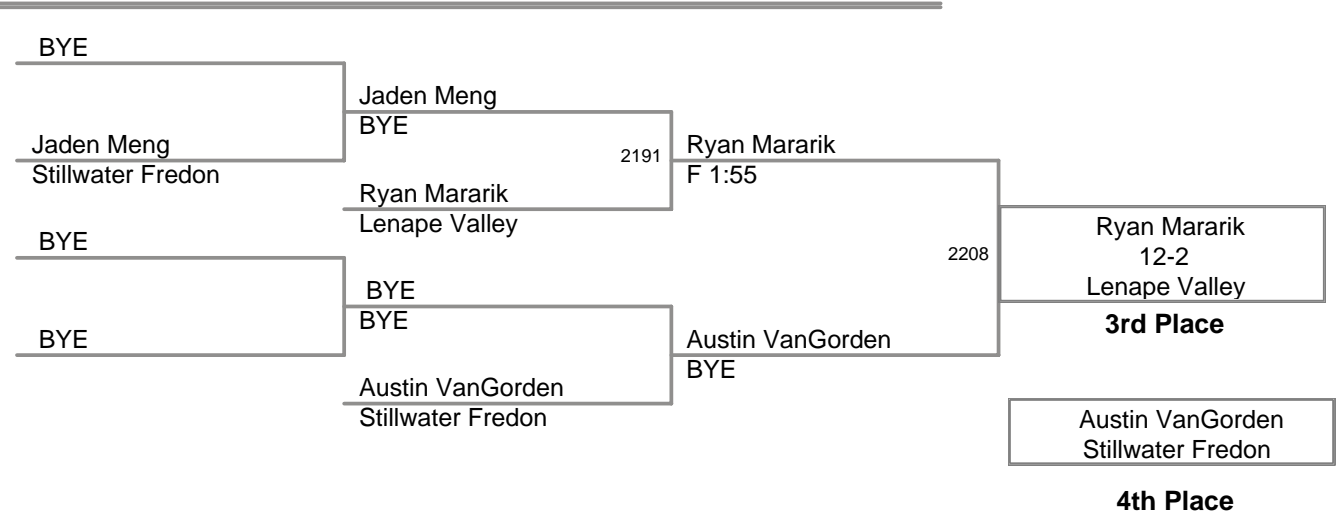 BYE
Jaden Meng
Stillwater Fredon
BYE
BYE
Jaden Meng
BYE
Ryan Mararik
Lenape Valley
BYE
BYE
Austin VanGorden
Stillwater Fredon
2191
Ryan Mararik
F 1:55
Austin VanGorden
BYE
2208
Ryan Mararik
12-2
Lenape Valley
3rd Place
Austin VanGorden
Stillwater Fredon
4th Place